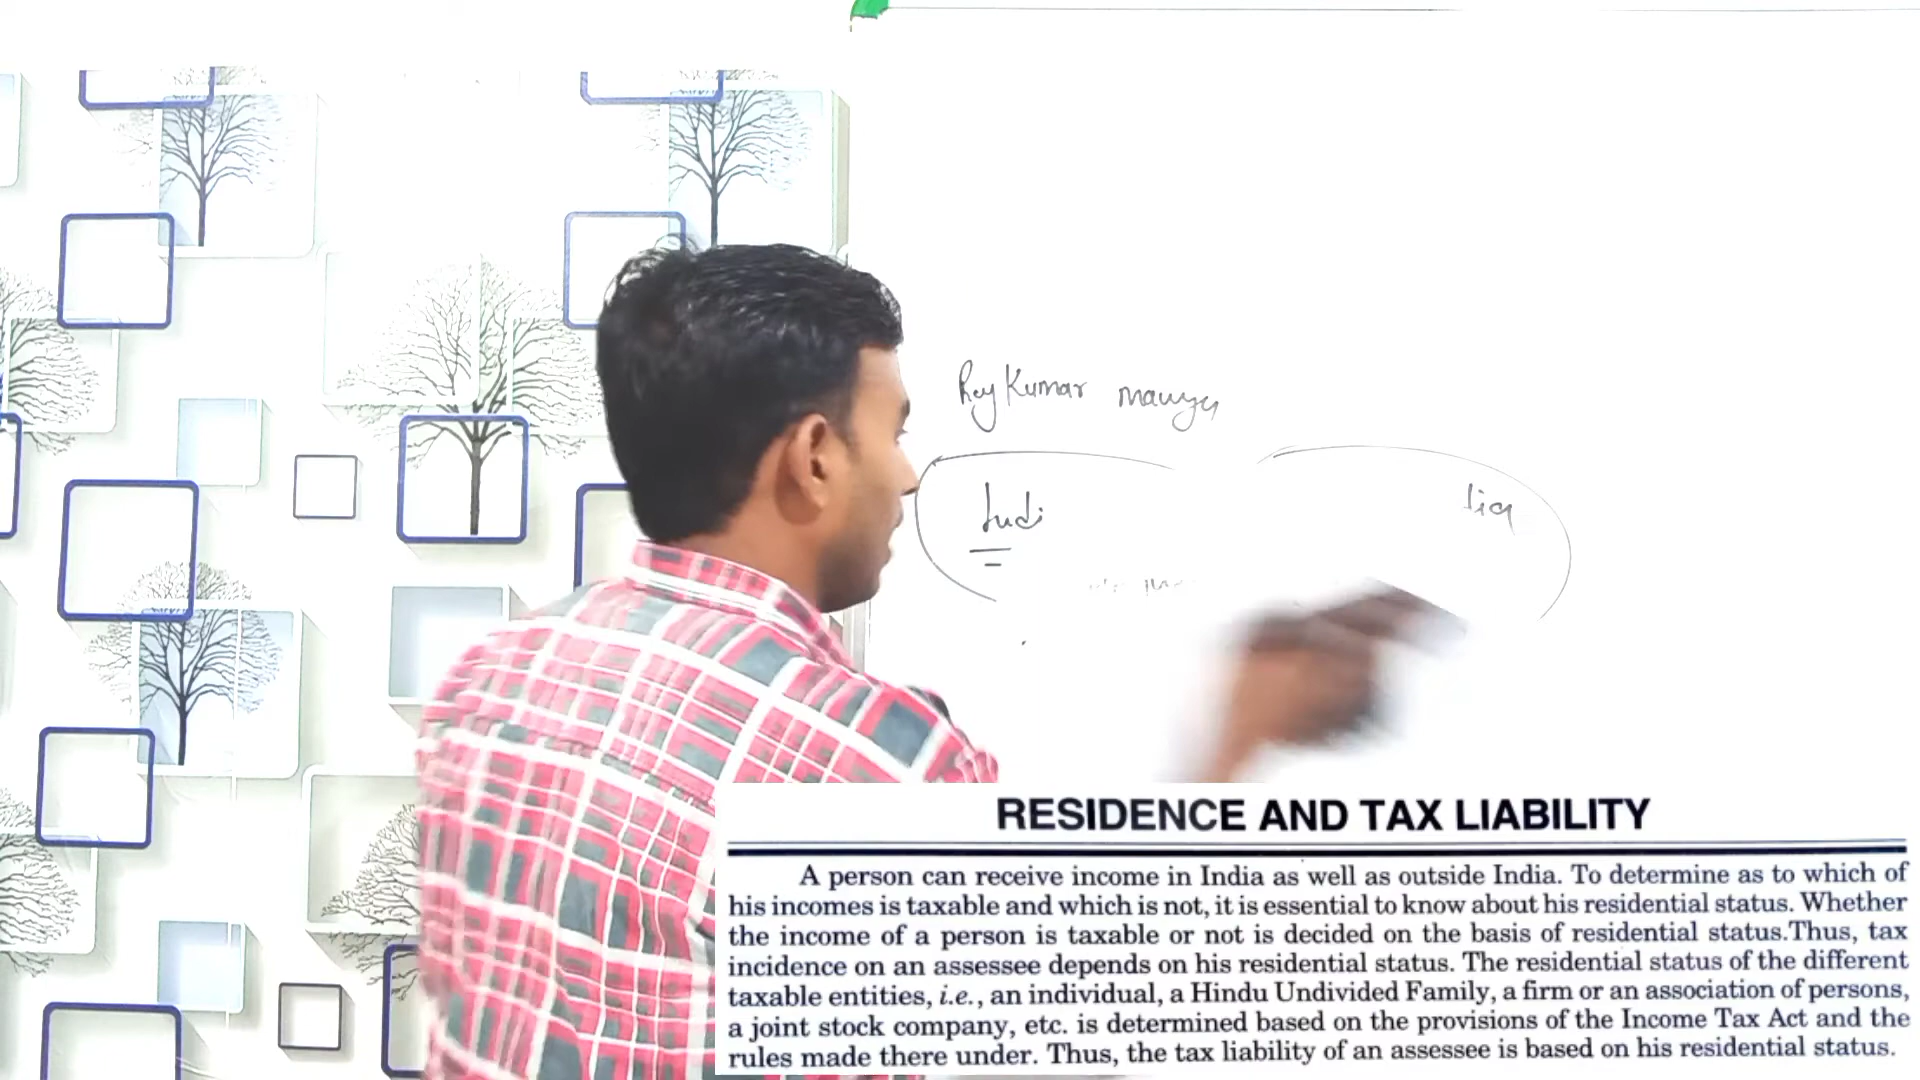 RajKumar maurya
Indi
RESIDENCE AND TAX LIABILITY
A person can receive income in India as well as outside India. To determine as to which of
his incomes is taxable and which is not, it is essential to know about his residential status. Whether
the income of a person is taxable or not is decided on the basis of residential status.Thus, tax
incidence on an assessee depends on his residential status. The residential status of the different
taxable entities, i.e., an individual, a Hindu Undivided Family, a firm or an association of persons,
a joint stock company, etc. is determined based on the provisions of the Income Tax Act and the
rules made there under. Thus, the tax liability of an assessee is based on his residential status.